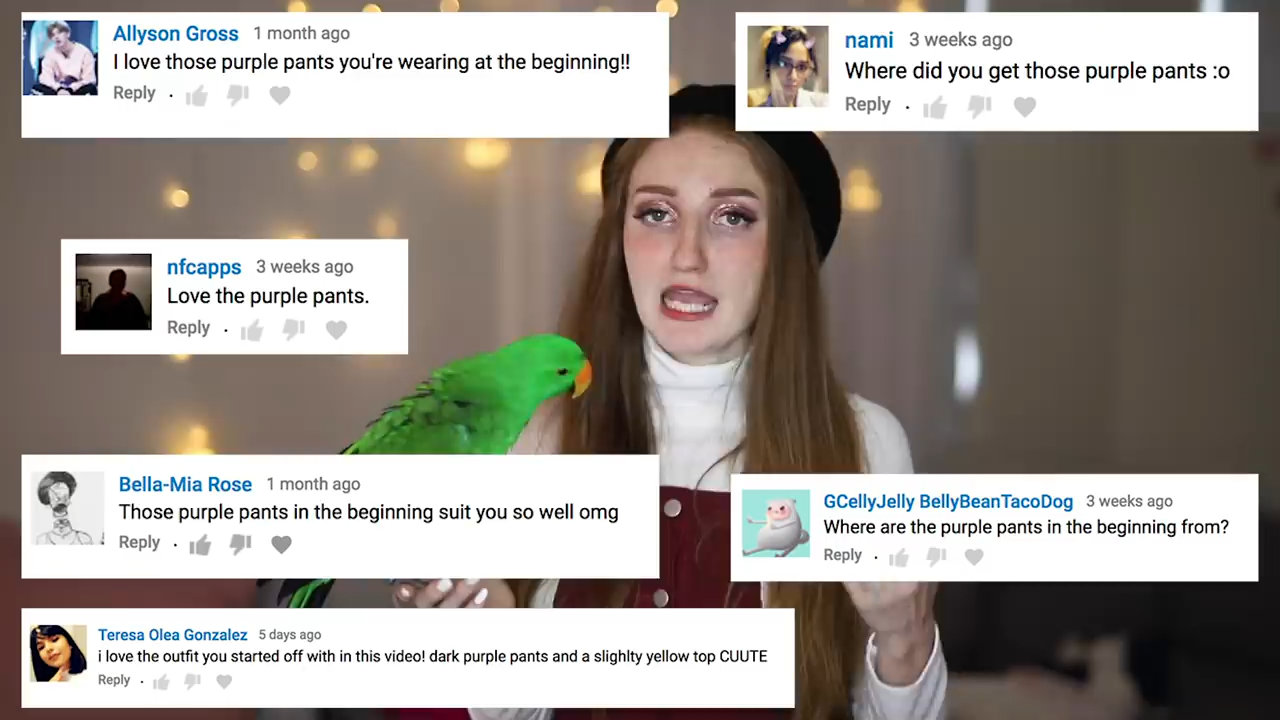 Allyson Gross 1 month ago
I love those purple pants you're wearing at the beginning!!
Reply
nami 3 weeks ago
Where did you get those purple pants :o
Reply
nfcapps 3 weeks ago
Love the purple pants.
Reply
Bella-Mia Rose 1 month ago
Those purple pants in the beginning suit you so well omg
Reply
GCellyJelly BellyBeanTacoDog 3 weeks ago
Where are the purple pants in the beginning from?
Reply
Teresa Olea Gonzalez 5 days ago
i love the outfit you started off with in this video! dark purple pants and a slighlty yellow top CUUTE
Reply